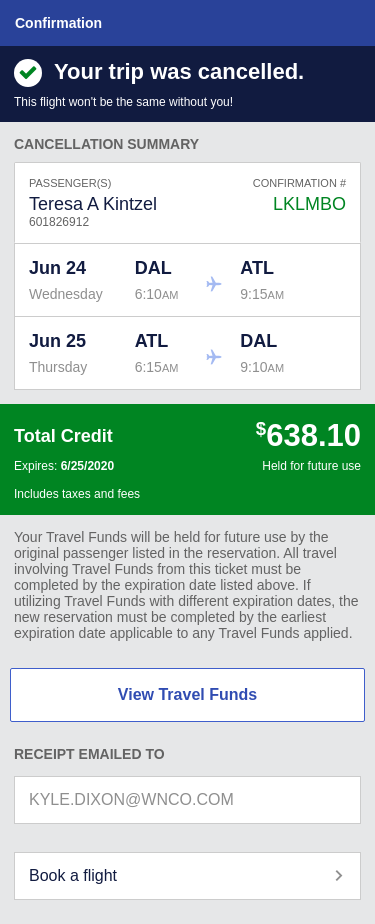 Confirmation
Your trip was cancelled.
This flight won't be the same without you!
CANCELLATION SUMMARY
PASSENGER(S) CONFIRMATION #
Teresa A Kintzel LKLMBO
601826912
Jun 24 DAL ATL
Wednesday 6:10AM 9:15AM
Jun 25 ATL DAL
Thursday 6:15AM 9:10AM
Total Credit $638.10
Expires: 6/25/2020 Held for future use
Includes taxes and fees
Your Travel Funds will be held for future use by the
original passenger listed in the reservation. All travel
involving Travel Funds from this ticket must be
completed by the expiration date listed above. If
utilizing Travel Funds with different expiration dates, the
new reservation must be completed by the earliest
expiration date applicable to any Travel Funds applied.
View Travel Funds
RECEIPT EMAILED TO
KYLE.DIXON@WNCO.COM
Book a flight